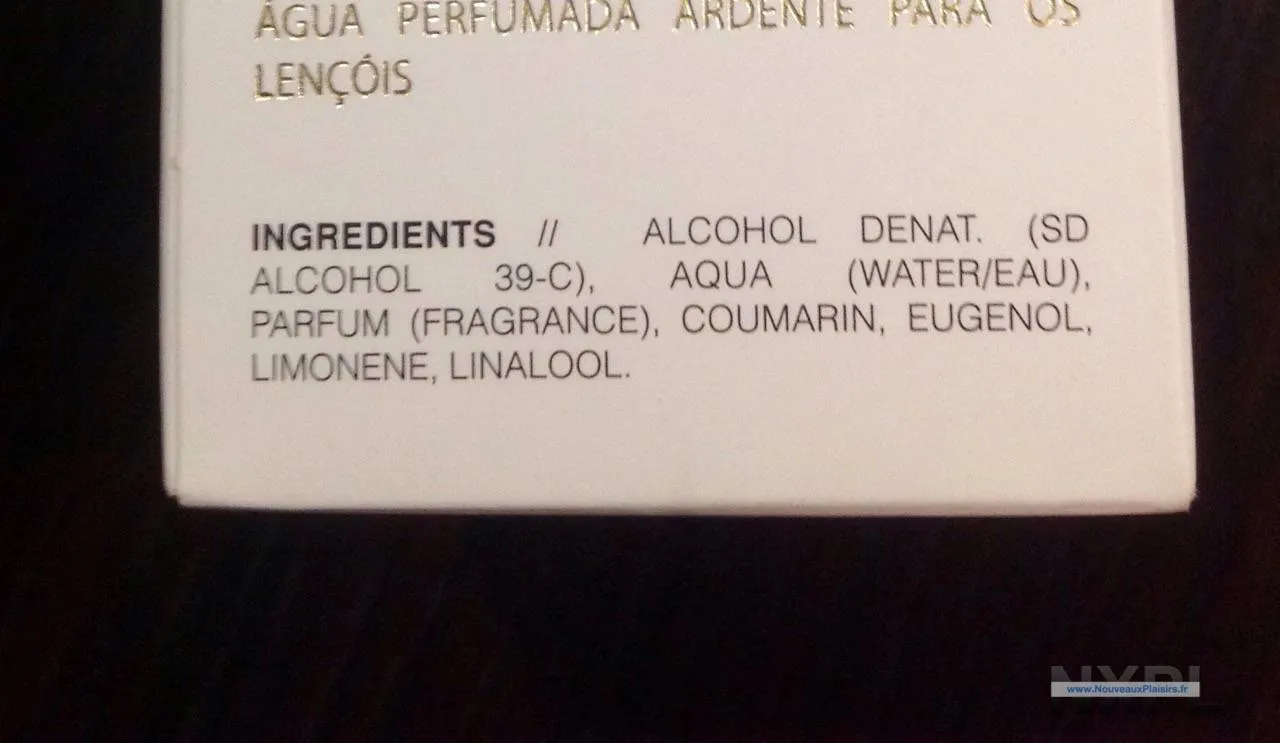 ÁGUA PERFUMADA ARDENTE PARA OS
LENÇÓIS
INGREDIENTS // ALCOHOL DENAT. (SD
ALCOHOL 39-C), AQUA (WATER/EAU),
PARFUM (FRAGRANCE), COUMARIN, EUGENOL,
LIMONENE, LINALOOL.
NXPL
www.NouveauxPlaisirs.fr